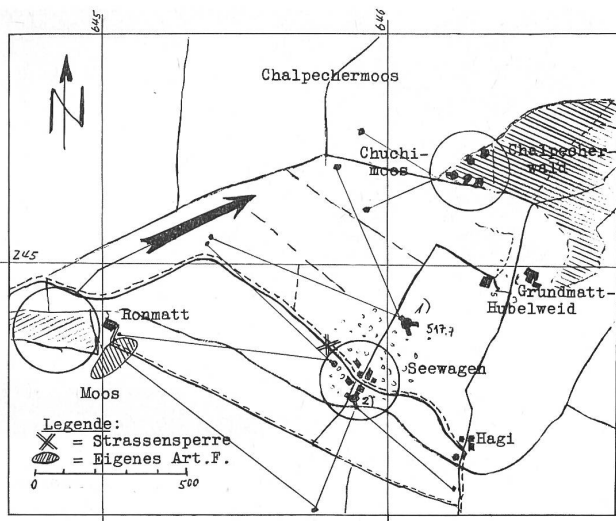 645
646
N
Chalpechermoos
Chuchi-
moos
Chalpecher-
wald
245
1)
517,7
Grundmatt-
Hubelweid
Ronmatt
Seewagen
Moos
2)
Hagi
Legende:
= Strassensperre
= Eigenes Art.F.
0 500